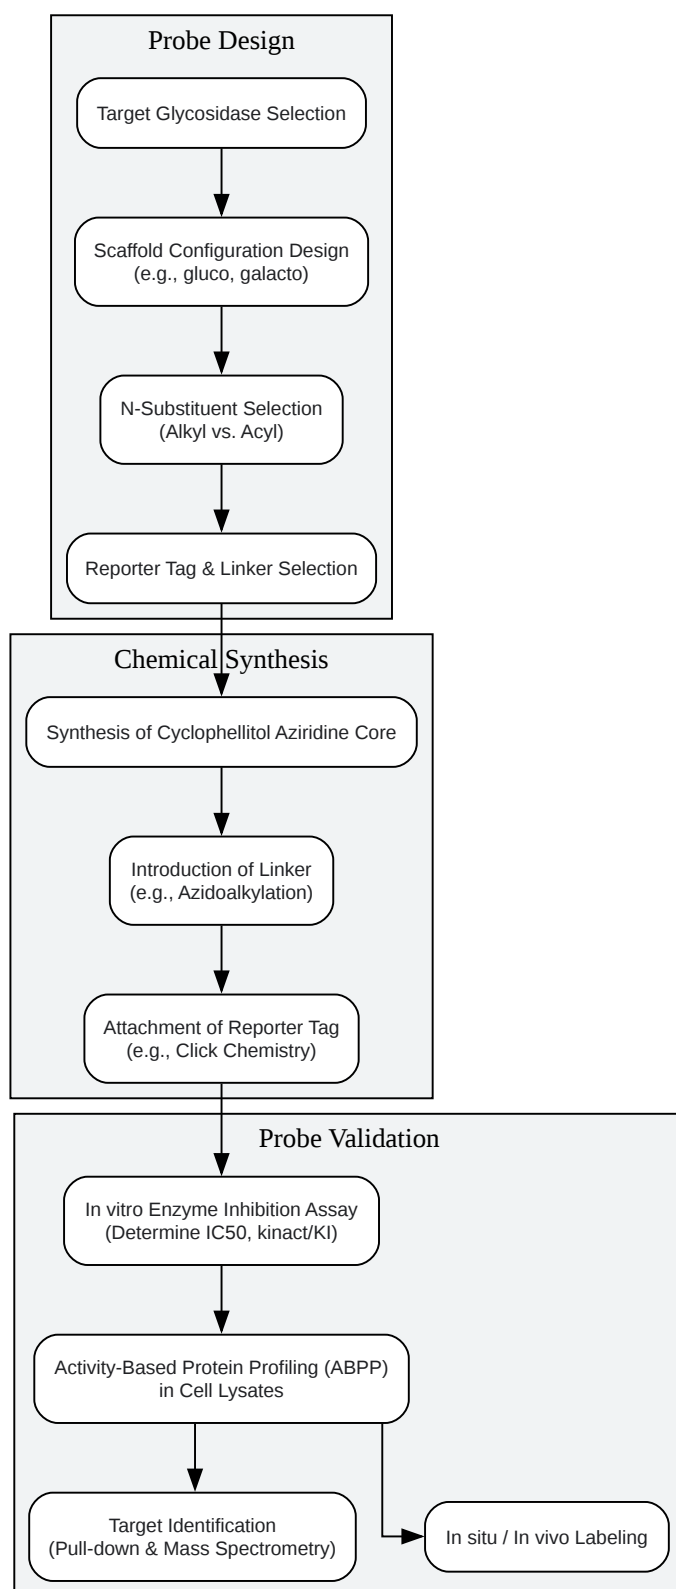 Probe Design
Target Glycosidase Selection
Scaffold Configuration Design
(e.g., gluco, galacto)
N-Substituent Selection
(Alkyl vs. Acyl)
Reporter Tag & Linker Selection
Chemical Synthesis
Synthesis of Cyclophellitol Aziridine Core
Introduction of Linker
(e.g., Azidoalkylation)
Attachment of Reporter Tag
(e.g., Click Chemistry)
Probe Validation
In vitro Enzyme Inhibition Assay
(Determine IC50, kinact/KI)
Activity-Based Protein Profiling (ABPP)
in Cell Lysates
Target Identification
(Pull-down & Mass Spectrometry)
In situ / In vivo Labeling